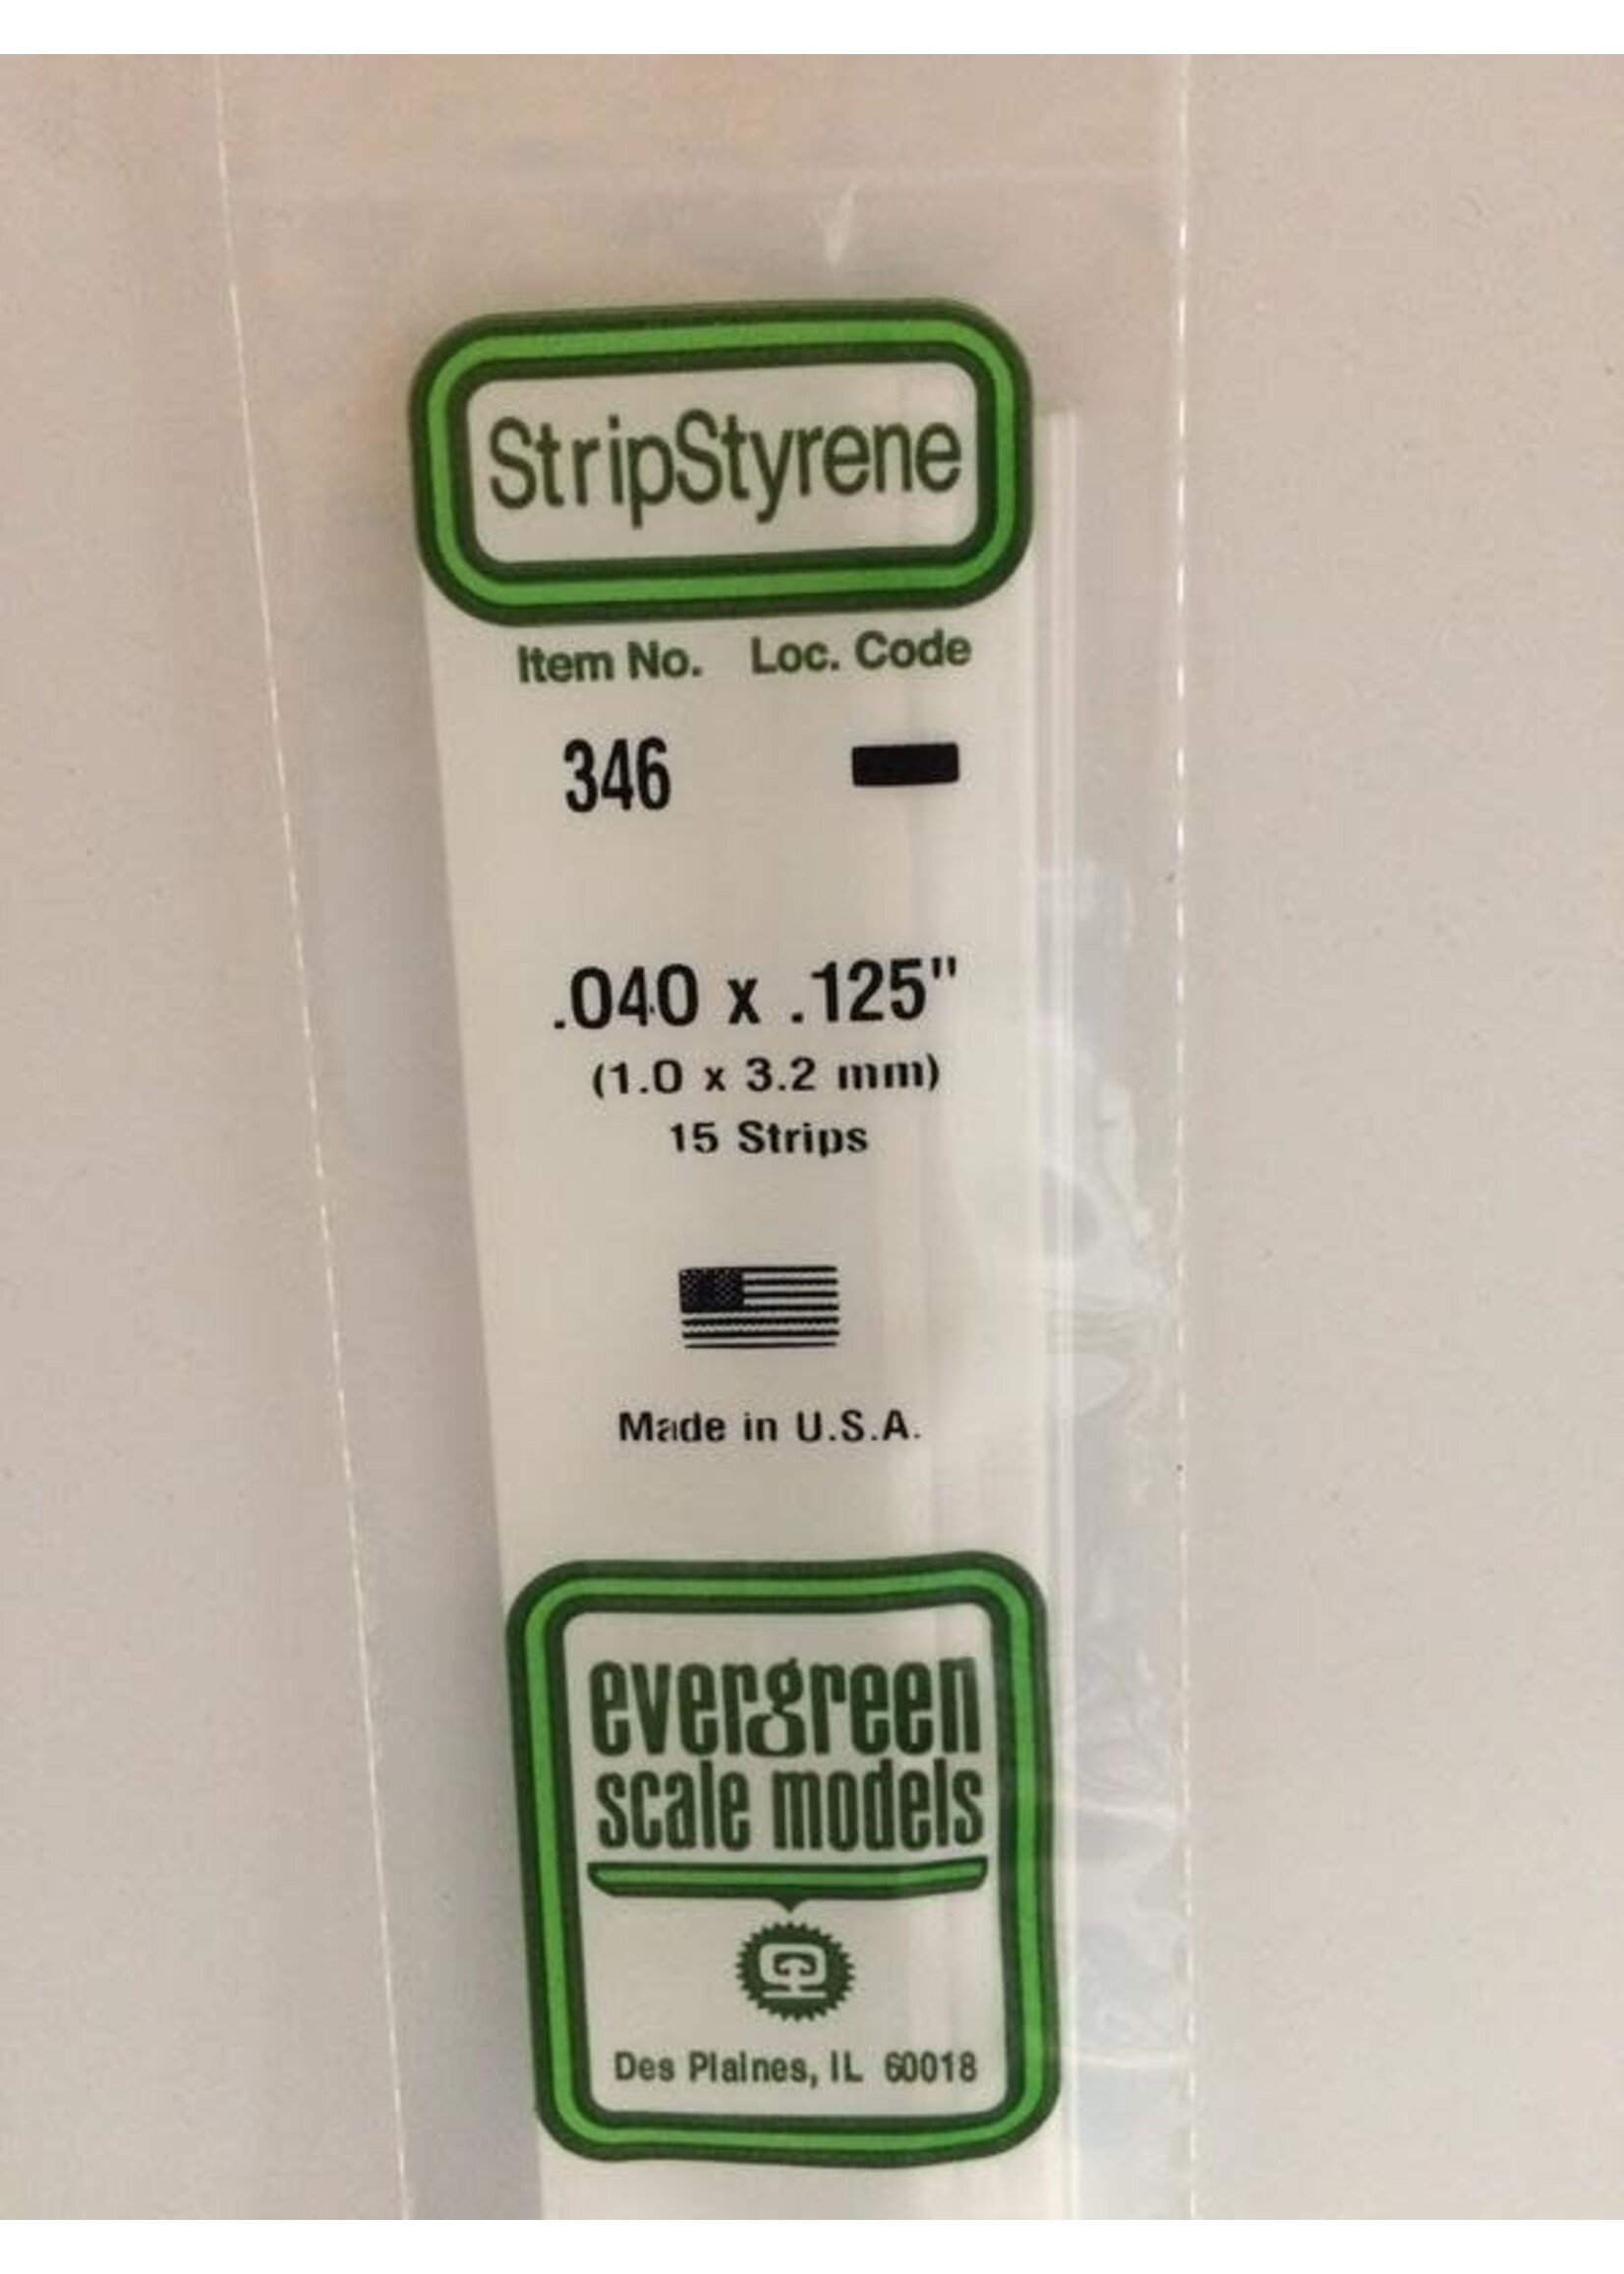 StripStyrene
Item No. Loc. Code
346
.040 x .125"
(1.0 x 3.2 mm)
15 Strips
Made in U.S.A.
evergreen
scale models
Des Plaines, IL 60018